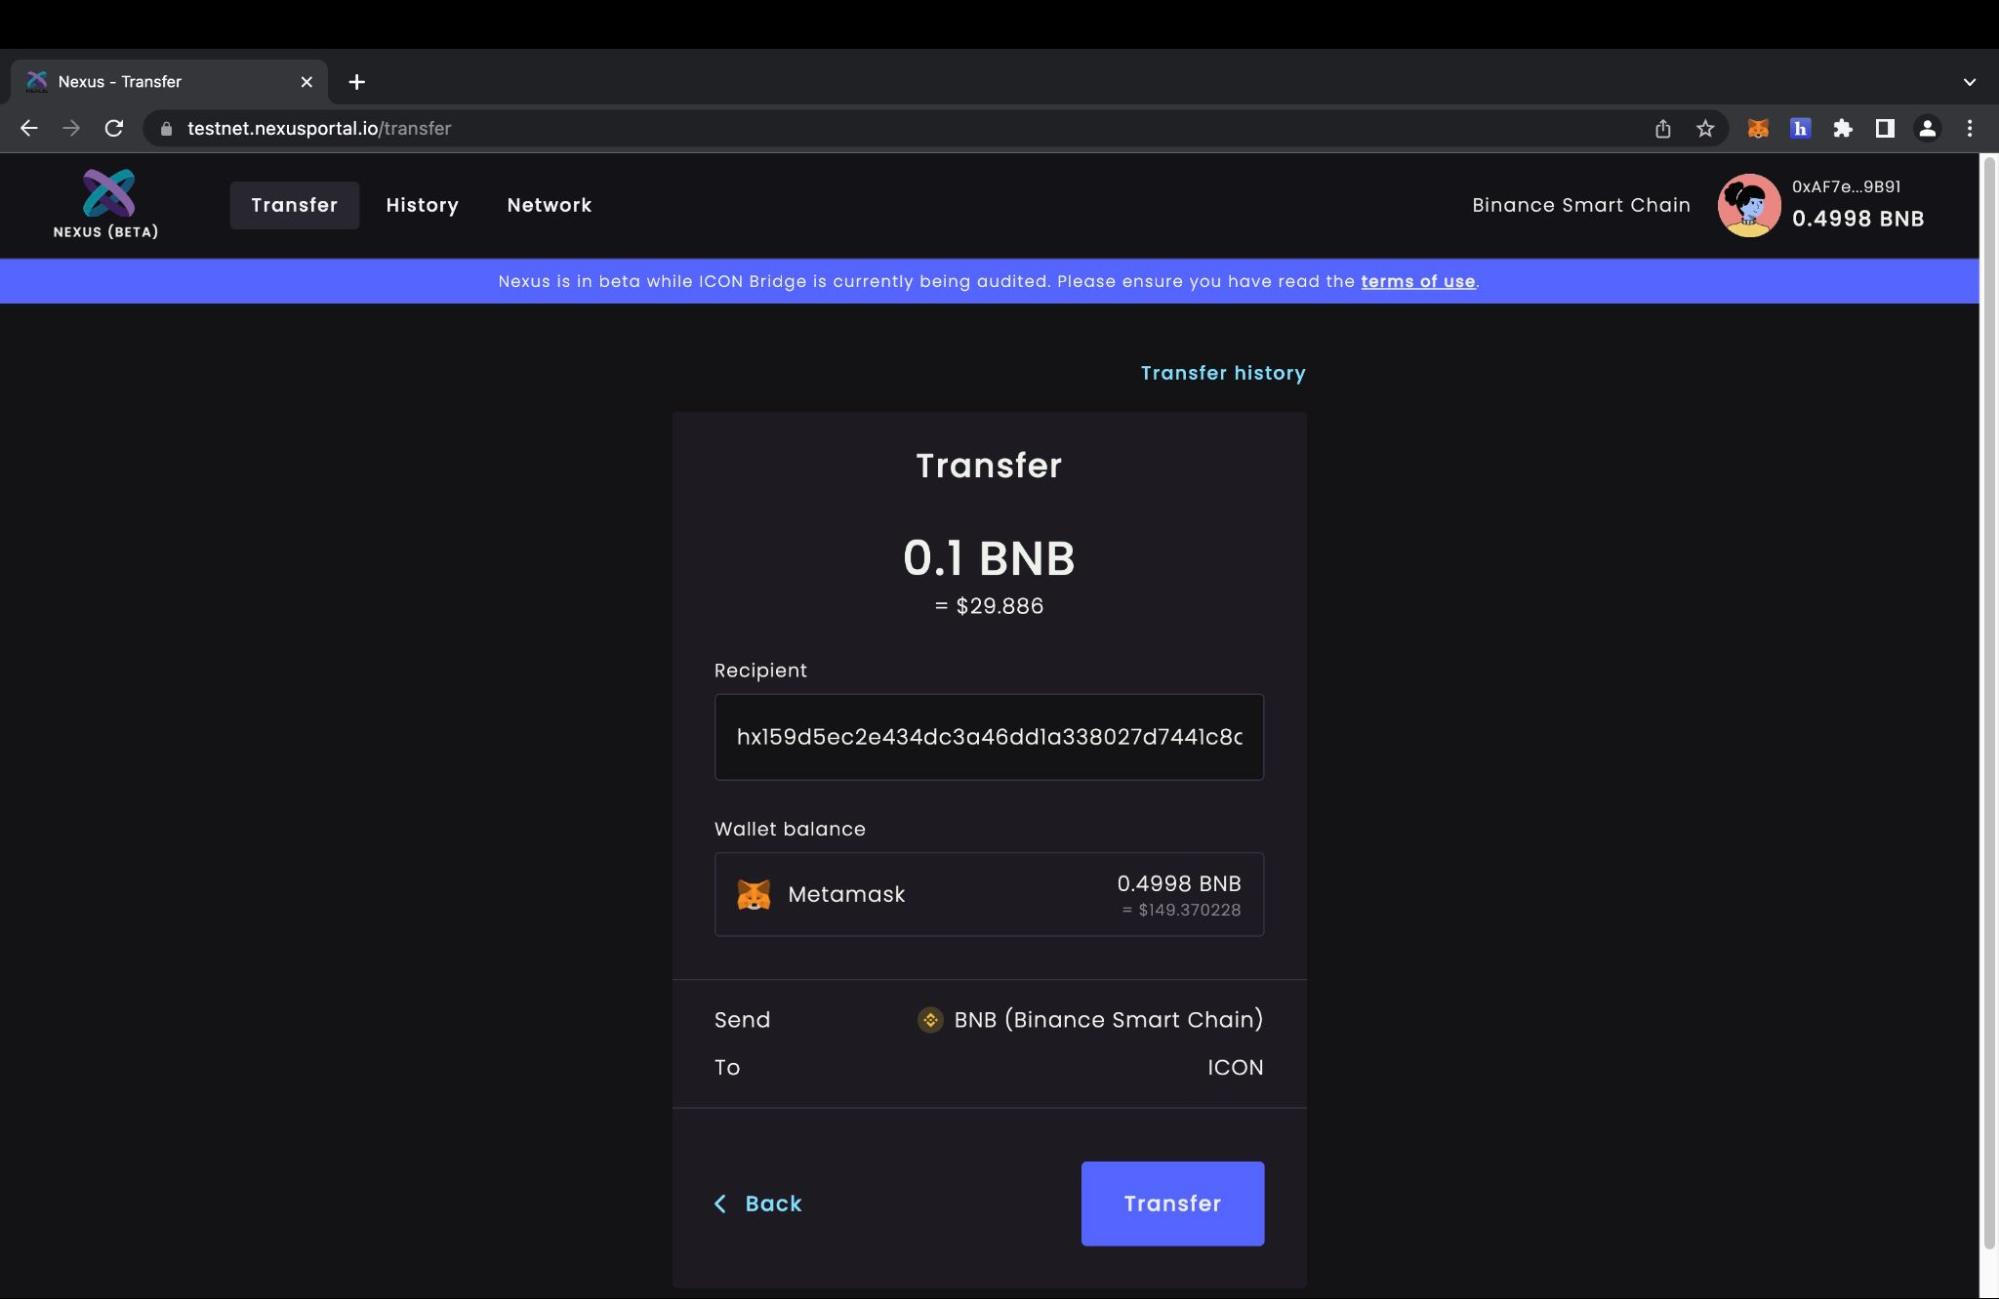 Nexus - Transfer
testnet.nexusportal.io/transfer
h
NEXUS (BETA)
Transfer
History
Network
Binance Smart Chain
0xAF7e...9B91
0.4998 BNB
Nexus is in beta while ICON Bridge is currently being audited. Please ensure you have read the terms of use.
Transfer history
Transfer
0.1 BNB
= $29.886
Recipient
hx159d5ec2e434dc3a46dd1a338027d7441c8c
Wallet balance
Metamask
0.4998 BNB
= $149.370228
Send
BNB (Binance Smart Chain)
To
ICON
Back
Transfer